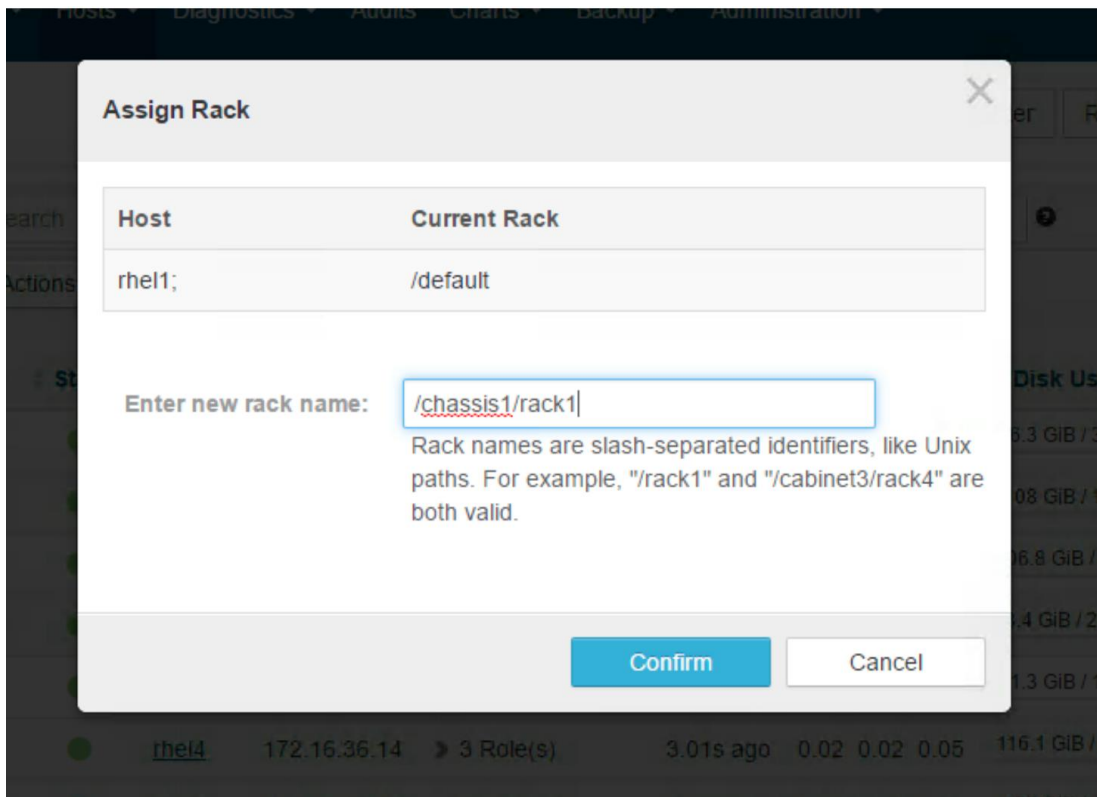 Hosts Diagnostics Audits Charts Backup Administration
Assign Rack
Host Current Rack
rhel1; /default
Actions
Enter new rack name: /chassis1/rack1
Rack names are slash-separated identifiers, like Unix
paths. For example, "/rack1" and "/cabinet3/rack4" are
both valid.
Confirm Cancel
rhel4 172.16.36.14 3 Role(s) 3.01s ago 0.02 0.02 0.05 116.1 GiB /